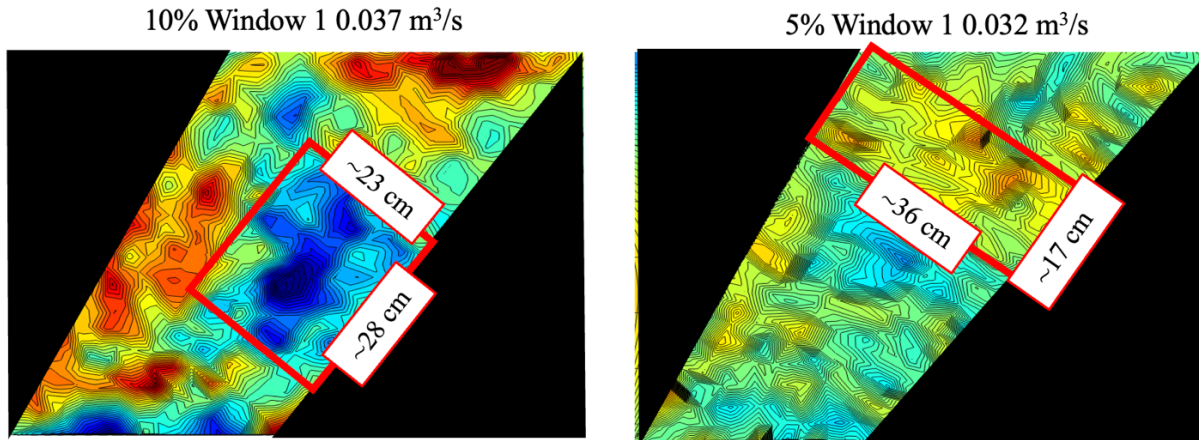 10% Window 1 0.037 m³/s
5% Window 1 0.032 m³/s
~23 cm
~28 cm
~36 cm
~17 cm